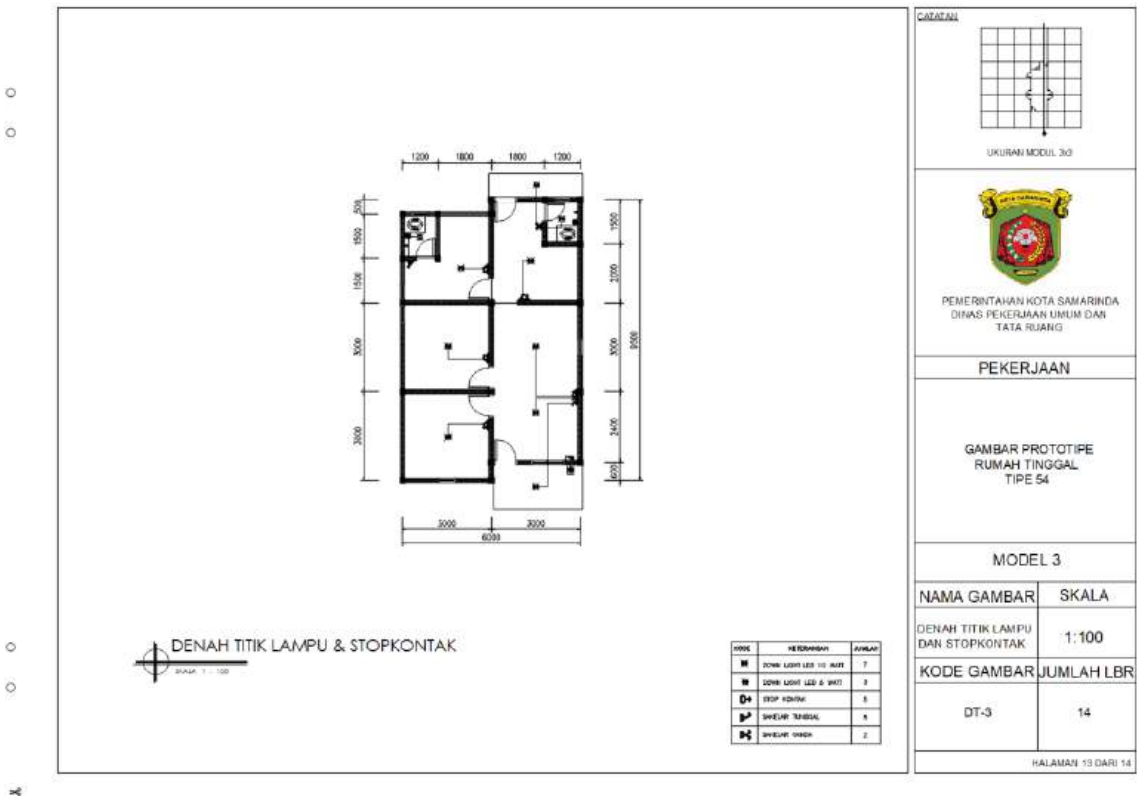 1200 1800 1800 1200
500
1500
1500
3000
3000
1500
2000
3000
2400
600
9500
3000 3000
6000
DENAH TITIK LAMPU & STOPKONTAK
SKALA 1 : 100
KODE KETERANGAN JUMLAH
DOWN LIGHT LED 10 WATT 7
DOWN LIGHT LED 5 WATT 3
STOP KONTAK
SAKELAR TUNGGAL
SAKELAR GANDA 2
CATATAN
UKURAN MODUL 3x3
KOTA SAMARINDA
PEMERINTAHAN KOTA SAMARINDA
DINAS PEKERJAAN UMUM DAN
TATA RUANG
PEKERJAAN
GAMBAR PROTOTIPE
RUMAH TINGGAL
TIPE 54
MODEL 3
NAMA GAMBAR SKALA
DENAH TITIK LAMPU
DAN STOPKONTAK
1:100
KODE GAMBAR JUMLAH LBR
DT-3 14
HALAMAN 13 DARI 14